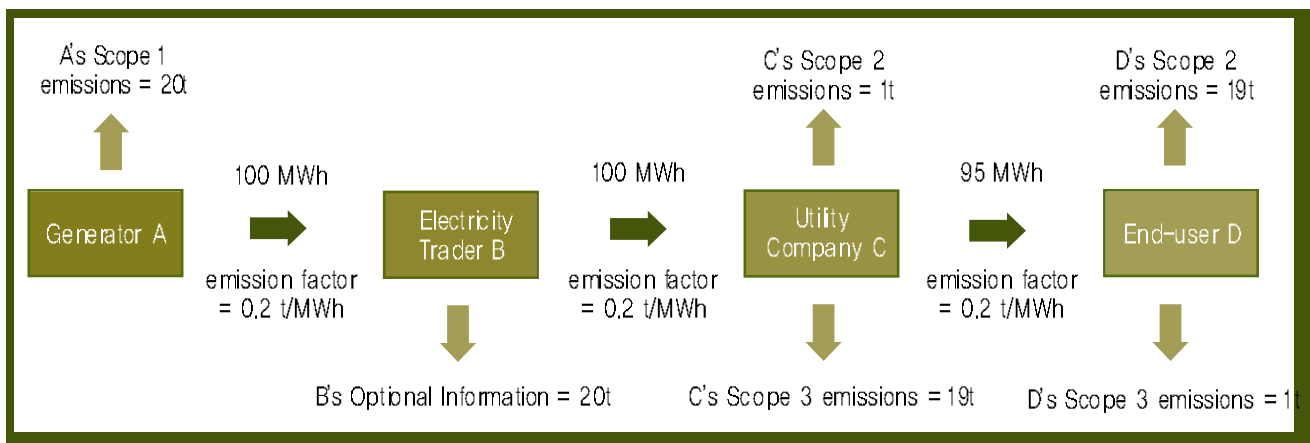 A's Scope 1
emissions = 20t
C's Scope 2
emissions = 1t
D's Scope 2
emissions = 19t
100 MWh
100 MWh
95 MWh
Generator A
Electricity
Trader B
Utility
Company C
End-user D
emission factor
= 0.2 t/MWh
emission factor
= 0.2 t/MWh
emission factor
= 0.2 t/MWh
B's Optional Information = 20t
C's Scope 3 emissions = 19t
D's Scope 3 emissions = 1t